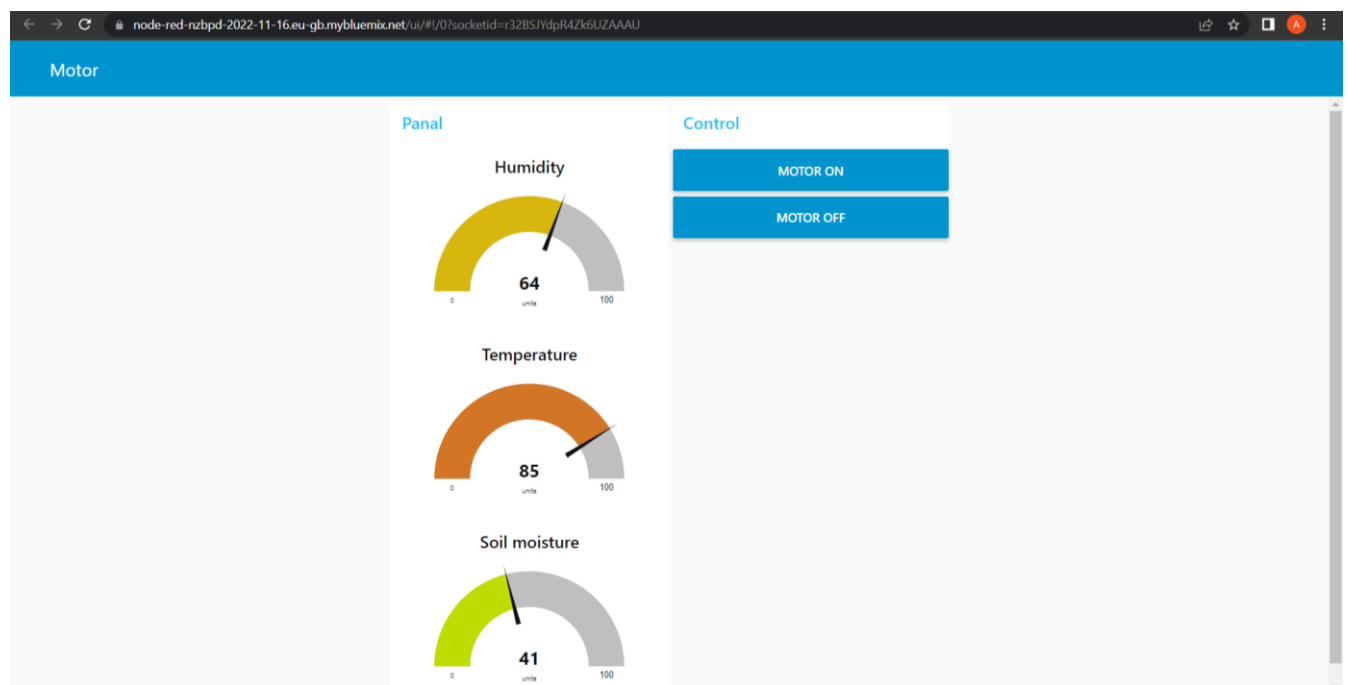 node-red-nzbpd-2022-11-16.eu-gb.mybluemix.net/ui/#!/0?socketid=r328SJYdpR4Zk6UZAAAU
A
Motor
Panal
Humidity
64
units
0
100
Temperature
85
units
0
100
Soil moisture
41
units
0
100
Control
MOTOR ON
MOTOR OFF